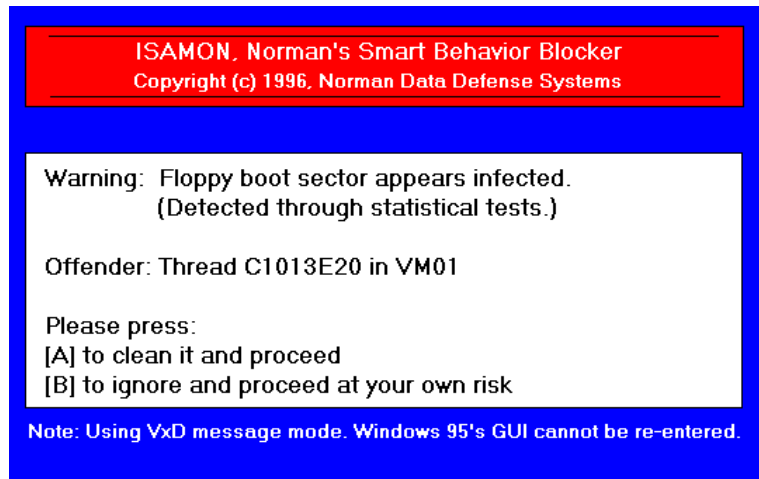 ISAMON, Norman's Smart Behavior Blocker
Copyright (c) 1996, Norman Data Defense Systems
Warning: Floppy boot sector appears infected.
(Detected through statistical tests.)
Offender: Thread C1013E20 in VM01
Please press:
[A] to clean it and proceed
[B] to ignore and proceed at your own risk
Note: Using VxD message mode. Windows 95's GUI cannot be re-entered.